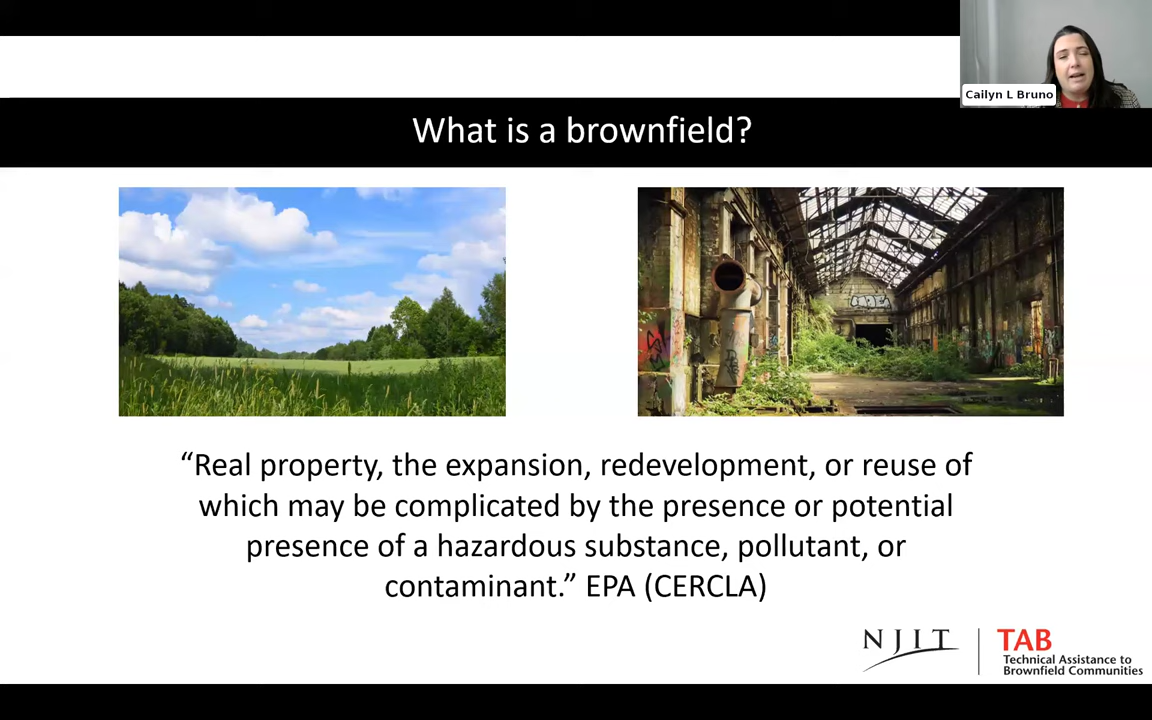 Cailyn L Bruno
What is a brownfield?
“Real property, the expansion, redevelopment, or reuse of
which may be complicated by the presence or potential
presence of a hazardous substance, pollutant, or
contaminant.” EPA (CERCLA)
NJIT
TAB
Technical Assistance to
Brownfield Communities